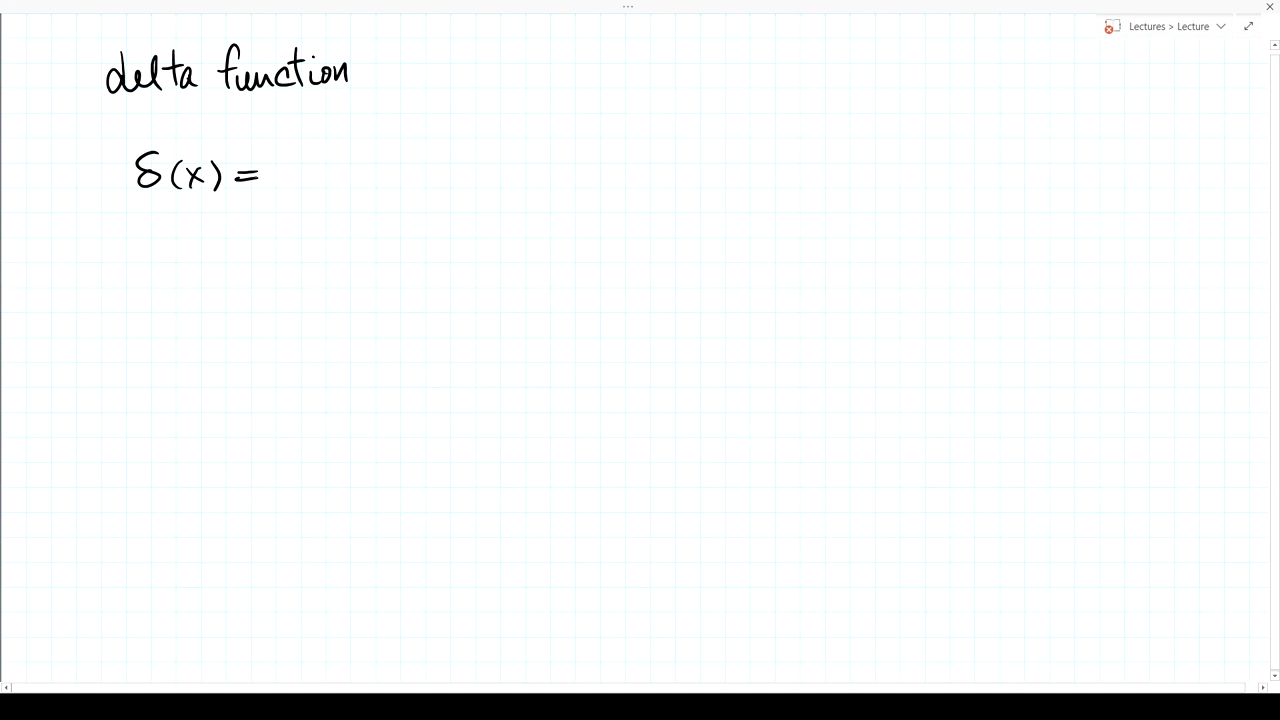 Lectures > Lecture
delta function
δ(x) =